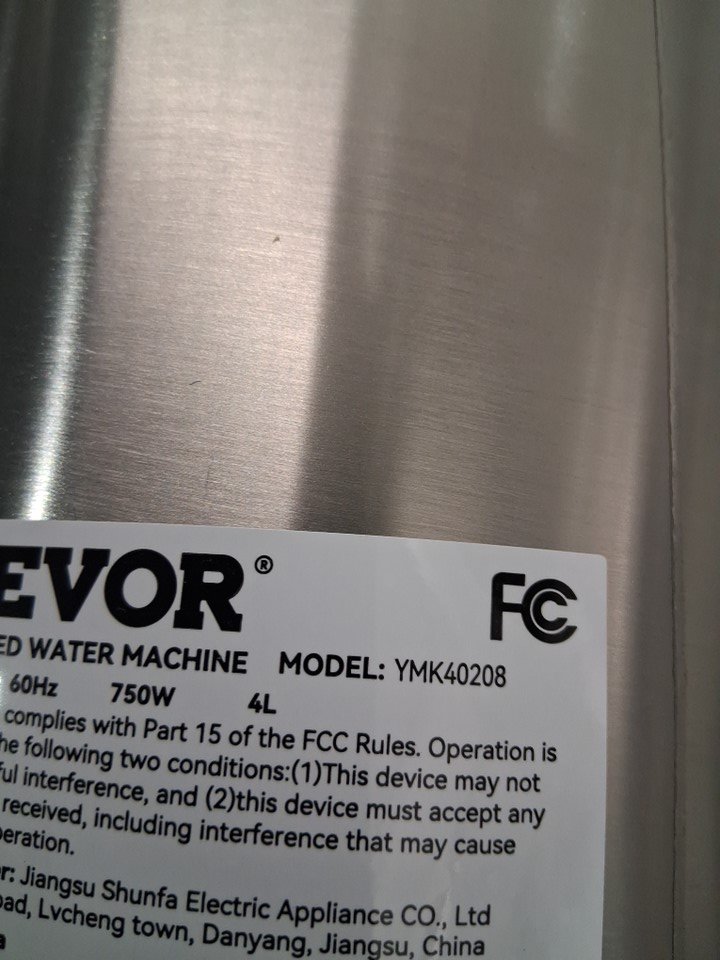 EVOR® FC
ED WATER MACHINE MODEL: YMK40208
60Hz 750W 4L
complies with Part 15 of the FCC Rules. Operation is
he following two conditions:(1)This device may not
ful interference, and (2)this device must accept any
received, including interference that may cause
peration.
r: Jiangsu Shunfa Electric Appliance CO., Ltd
oad, Lvcheng town, Danyang, Jiangsu, China
a